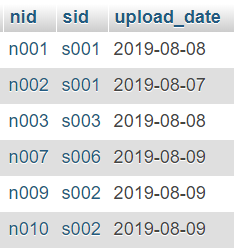 nid sid upload_date
n001 s001 2019-08-08
n002 s001 2019-08-07
n003 s003 2019-08-08
n007 s006 2019-08-09
n009 s002 2019-08-09
n010 s002 2019-08-09